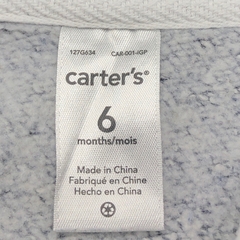 127G634 CAR-001-IGP
carter's®
6
months/mois
Made in China
Fabriqué en Chine
Hecho en China